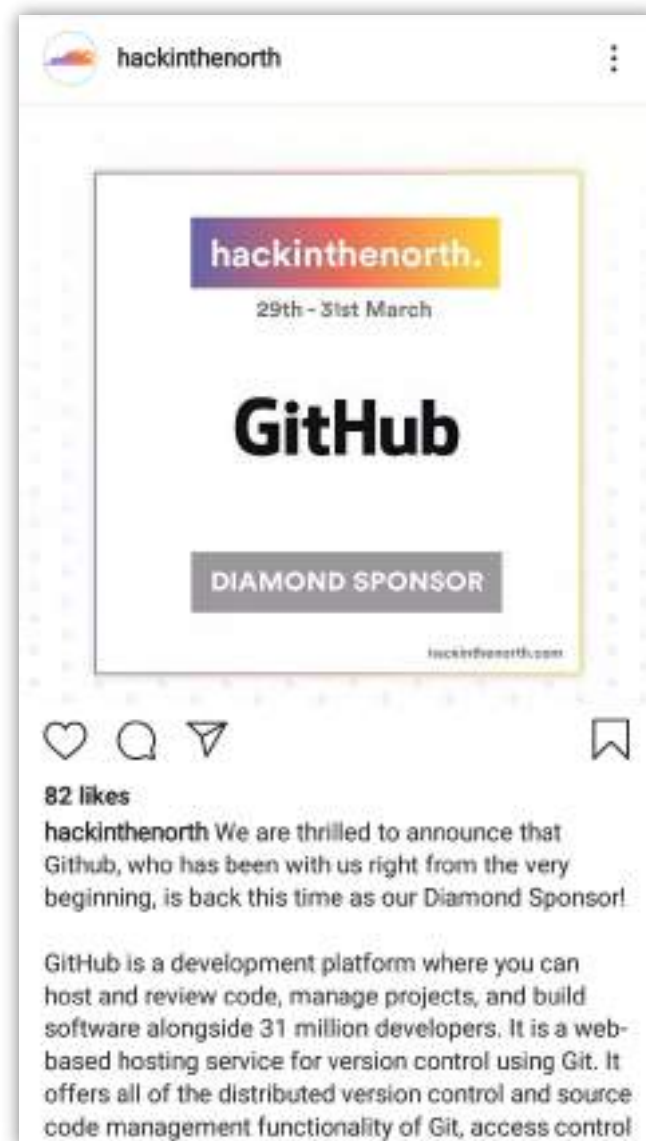 hackinthenorth
hackinthenorth.
29th - 31st March
GitHub
DIAMOND SPONSOR
hackinthenorth.com
82 likes
hackinthenorth We are thrilled to announce that
Github, who has been with us right from the very
beginning, is back this time as our Diamond Sponsor!
GitHub is a development platform where you can
host and review code, manage projects, and build
software alongside 31 million developers. It is a web-
based hosting service for version control using Git. It
offers all of the distributed version control and source
code management functionality of Git, access control